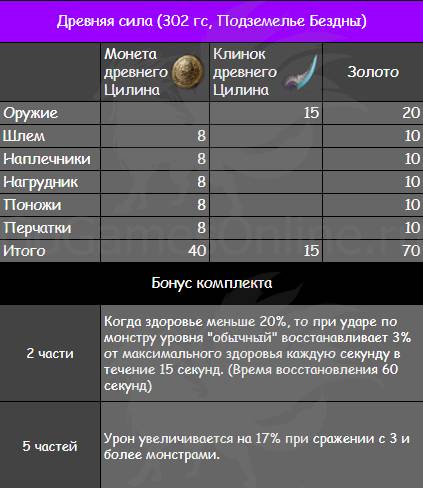 Древняя сила (302 гс, Подземелье Бездны)
Монета древнего Цилина Клинок древнего Цилина Золото
Оружие 15 20
Шлем 8 10
Наплечники 8 10
Нагрудник 8 10
Поножи 8 10
Перчатки 8 10
Итого 40 15 70
Бонус комплекта
2 части
Когда здоровье меньше 20%, то при ударе по
монстру уровня "обычный" восстанавливает 3%
от максимального здоровья каждую секунду в
течение 15 секунд. (Время восстановления 60
секунд)
5 частей
Урон увеличивается на 17% при сражении с 3 и
более монстрами.